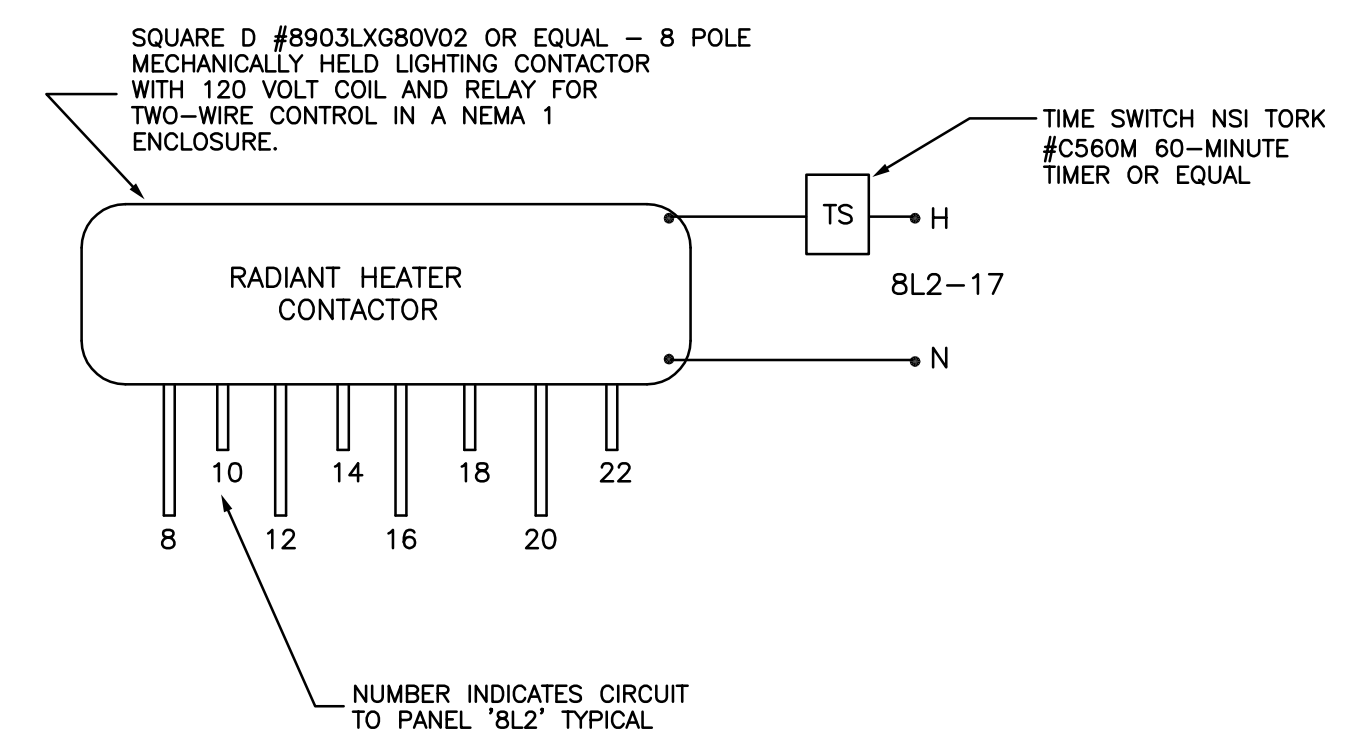 SQUARE D #8903LXG80V02 OR EQUAL – 8 POLE
MECHANICALLY HELD LIGHTING CONTACTOR
WITH 120 VOLT COIL AND RELAY FOR
TWO–WIRE CONTROL IN A NEMA 1
ENCLOSURE.
TIME SWITCH NSI TORK
#C560M 60–MINUTE
TIMER OR EQUAL
TS
H
RADIANT HEATER
CONTACTOR
8L2–17
N
10
14
18
22
8
12
16
20
NUMBER INDICATES CIRCUIT
TO PANEL '8L2' TYPICAL